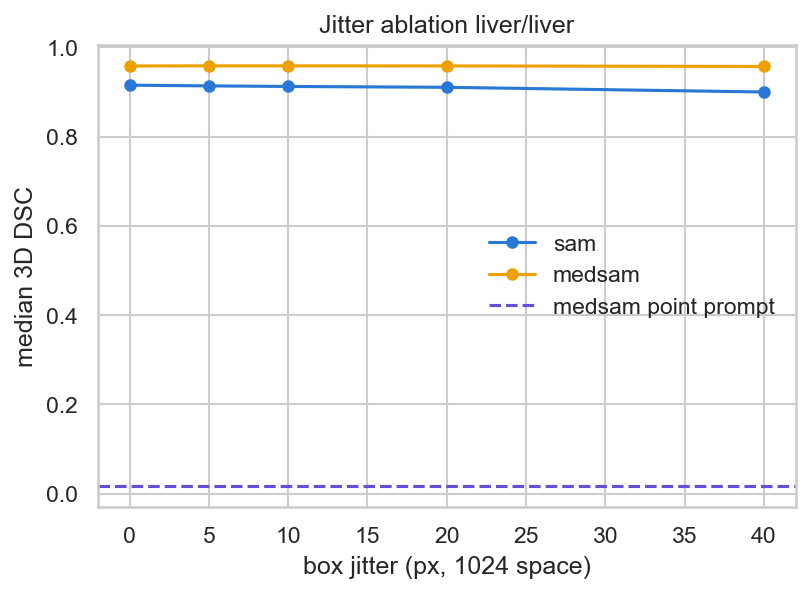 Jitter ablation liver/liver
1.0
0.8
0.6
0.4
0.2
0.0
median 3D DSC
sam
medsam
medsam point prompt
0 5 10 15 20 25 30 35 40
box jitter (px, 1024 space)